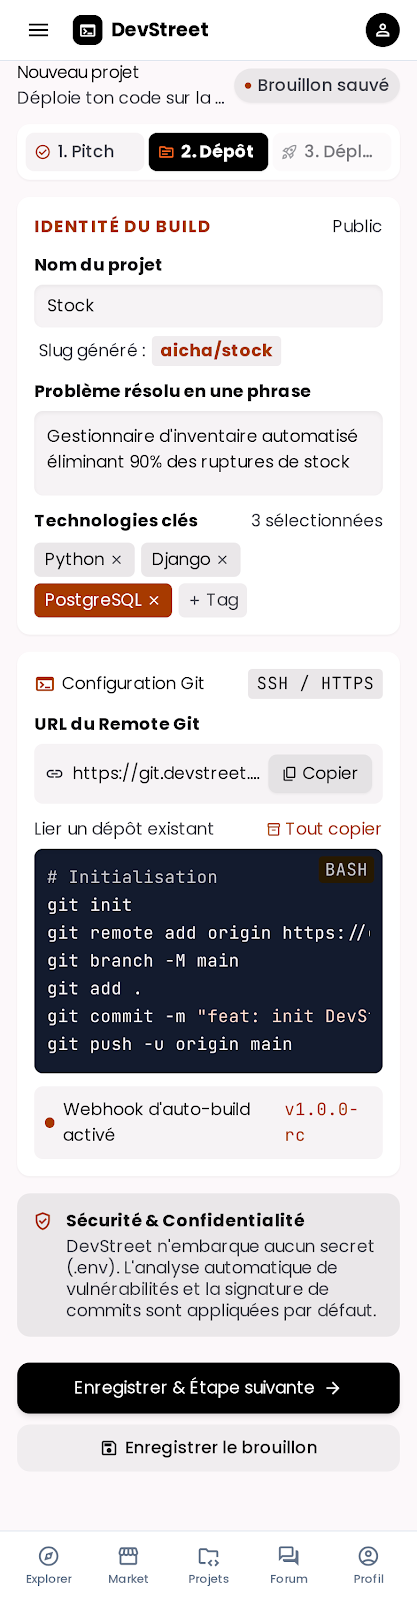 DevStreet
Nouveau projet
Déploie ton code sur la ...
Brouillon sauvé
1. Pitch
2. Dépôt
3. Dépl...
IDENTITÉ DU BUILD
Public
Nom du projet
Stock
Slug généré :
aicha/stock
Problème résolu en une phrase
Gestionnaire d'inventaire automatisé
éliminant 90% des ruptures de stock
Technologies clés
3 sélectionnées
Python ×
Django ×
PostgreSQL ×
+ Tag
Configuration Git
SSH / HTTPS
URL du Remote Git
https://git.devstreet....
Copier
Lier un dépôt existant
Tout copier
BASH
# Initialisation
git init
git remote add origin https://
git branch -M main
git add .
git commit -m "feat: init DevS
git push -u origin main
Webhook d'auto-build
activé
v1.0.0-
rc
Sécurité & Confidentialité
DevStreet n'embarque aucun secret
(.env). L'analyse automatique de
vulnérabilités et la signature de
commits sont appliquées par défaut.
Enregistrer & Étape suivante →
Enregistrer le brouillon
Explorer
Market
Projets
Forum
Profil